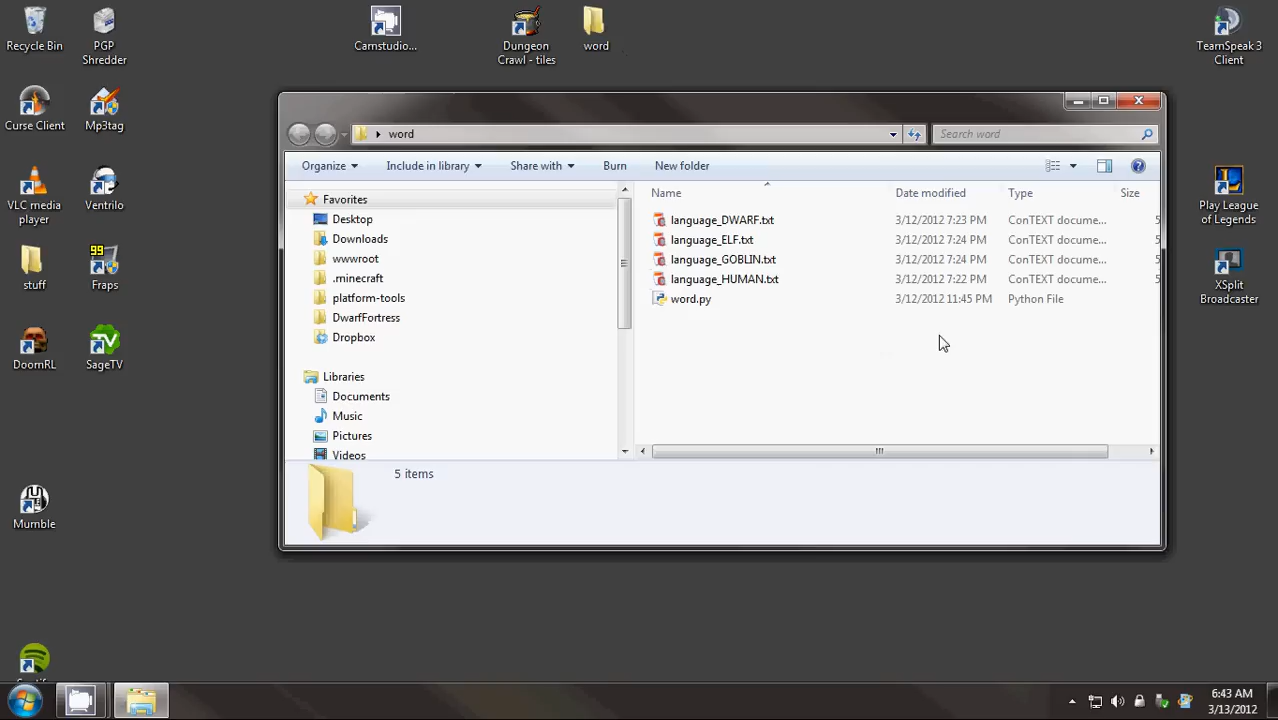 Recycle Bin
PGP
Shredder
Camstudio...
Dungeon
Crawl - tiles
word
TeamSpeak 3
Client
Curse Client
Mp3tag
word
Search word
Organize
Include in library
Share with
Burn
New folder
VLC media
player
Ventrilo
Favorites
Desktop
Downloads
wwwroot
.minecraft
platform-tools
DwarfFortress
Dropbox
Libraries
Documents
Music
Pictures
Videos
Name
Date modified
Type
Size
language_DWARF.txt
3/12/2012 7:23 PM
ConTEXT docume...
5
language_ELF.txt
3/12/2012 7:24 PM
ConTEXT docume...
5
language_GOBLIN.txt
3/12/2012 7:24 PM
ConTEXT docume...
5
language_HUMAN.txt
3/12/2012 7:22 PM
ConTEXT docume...
5
word.py
3/12/2012 11:45 PM
Python File
5 items
Play League
of Legends
stuff
99
Fraps
XSplit
Broadcaster
DoomRL
SageTV
Mumble
6:43 AM
3/13/2012